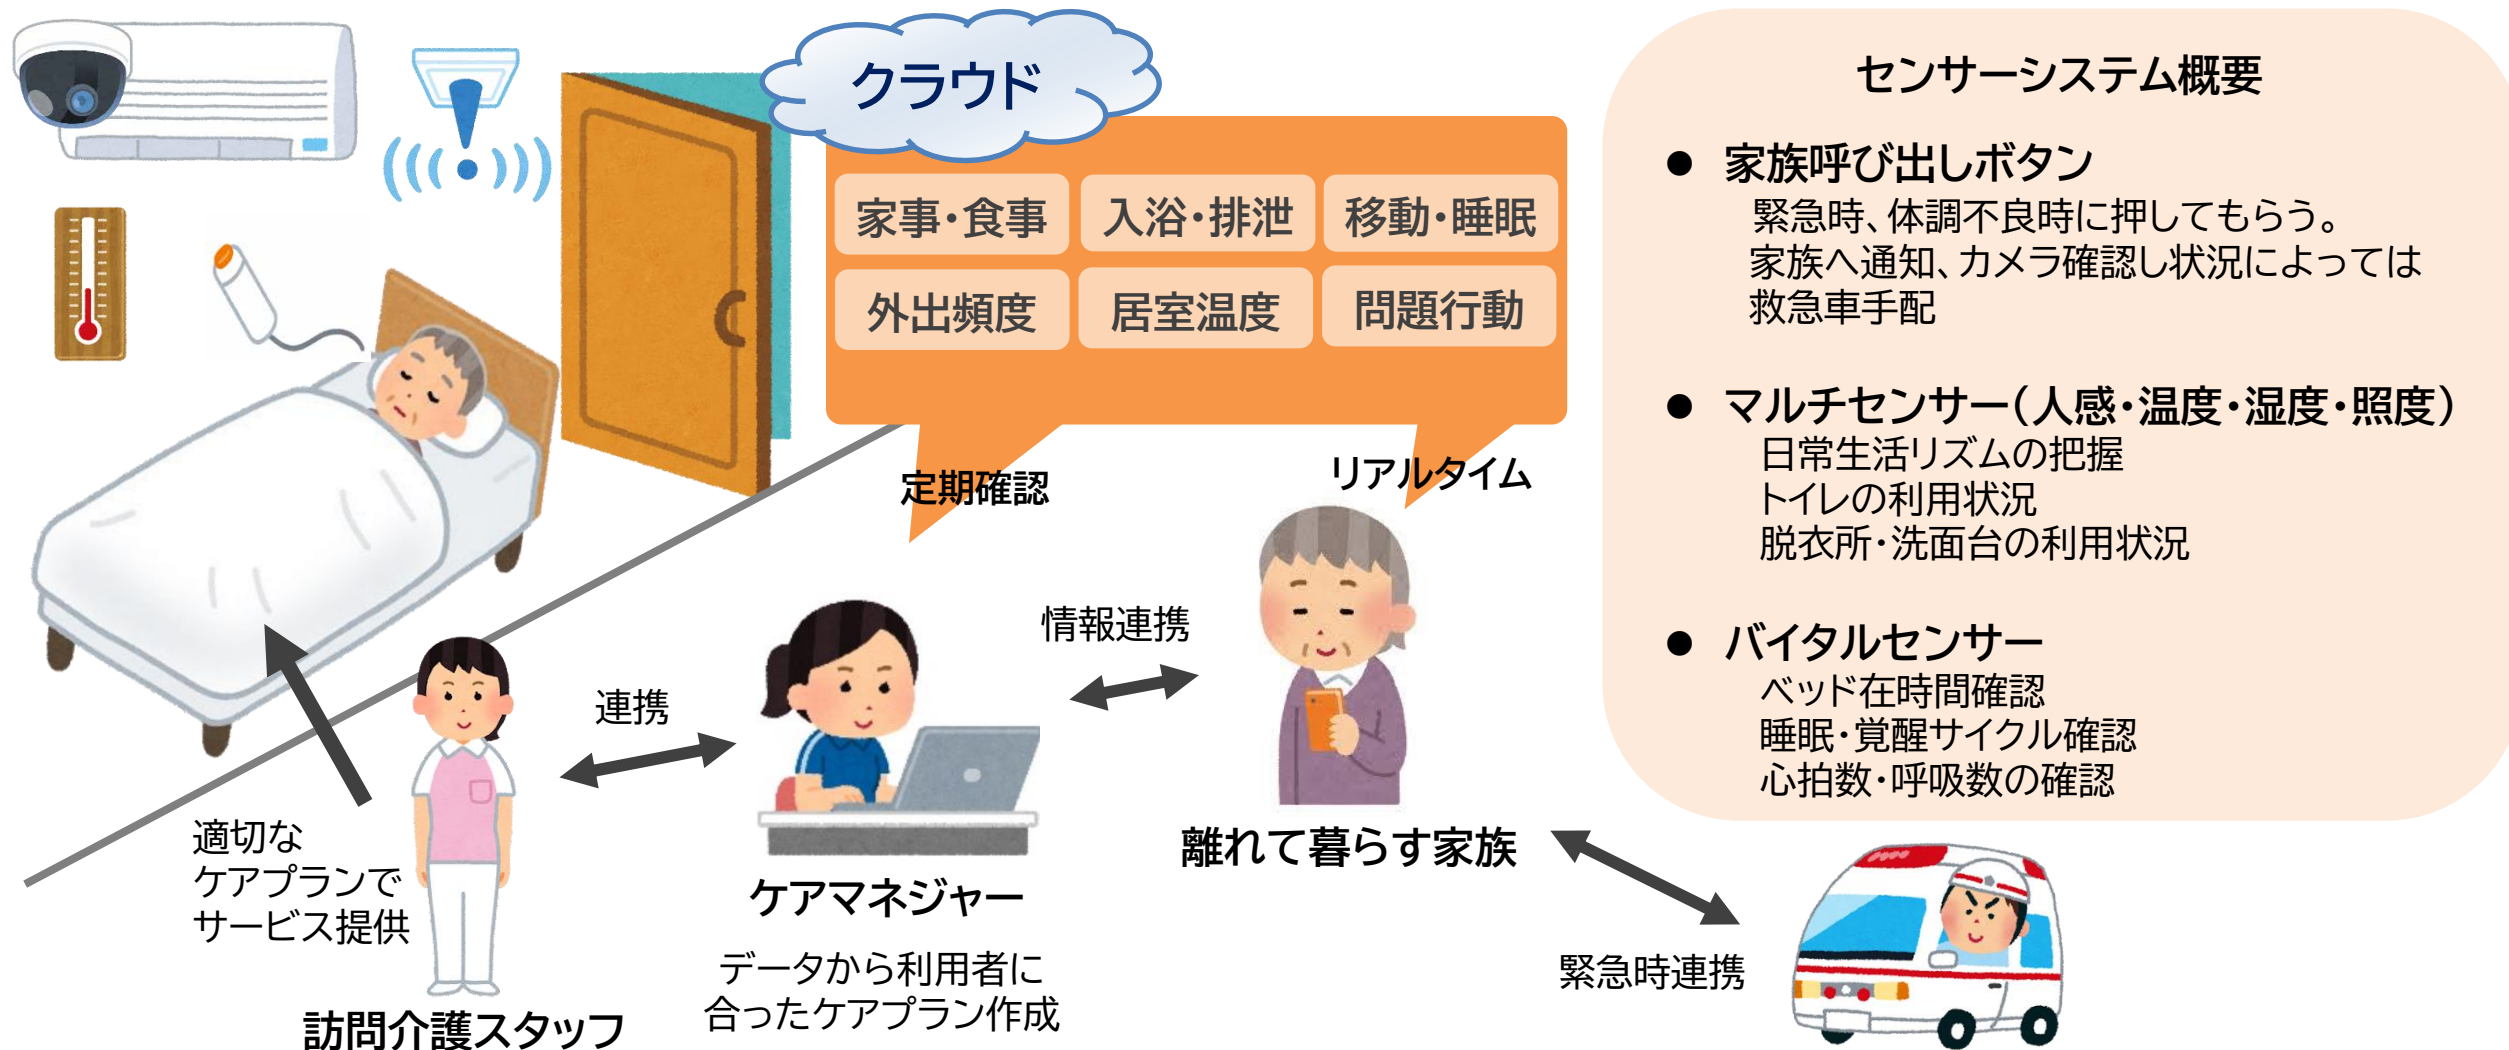 クラウド
家事・食事
入浴・排泄
移動・睡眠
外出頻度
居室温度
問題行動
定期確認
リアルタイム
情報連携
連携
適切な
ケアプランで
サービス提供
訪問介護スタッフ
ケアマネジャー
データから利用者に
合ったケアプラン作成
離れて暮らす家族
緊急時連携
センサーシステム概要
● 家族呼び出しボタン
緊急時、体調不良時に押してもらう。
家族へ通知、カメラ確認し状況によっては
救急車手配
● マルチセンサー（人感・温度・湿度・照度）
日常生活リズムの把握
トイレの利用状況
脱衣所・洗面台の利用状況
● バイタルセンサー
ベッド在時間確認
睡眠・覚醒サイクル確認
心拍数・呼吸数の確認